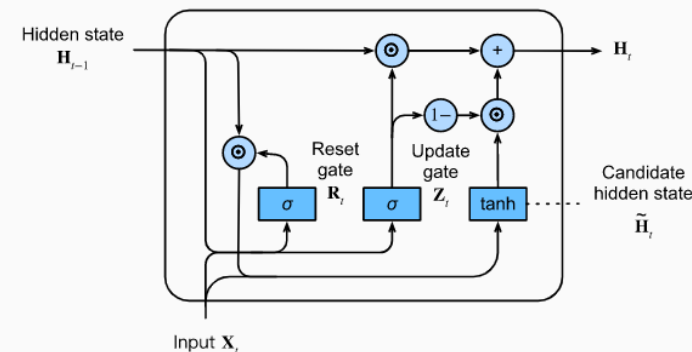 Hidden state
H_{t−1}
H_t
+
1−
Reset
gate
R_t
Update
gate
Z_t
σ
σ
tanh
Candidate
hidden state
H̃_t
Input X_t